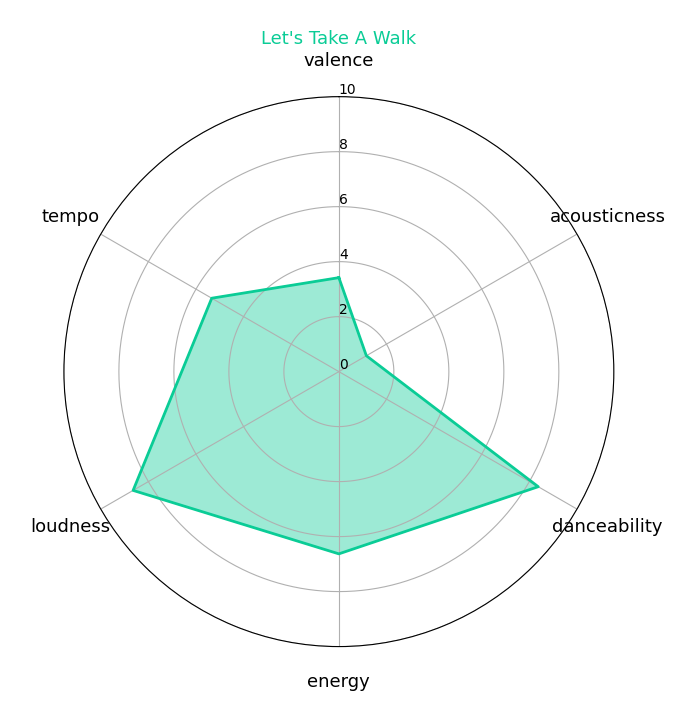 Let's Take A Walk
valence
10
8
6
4
2
0
tempo
acousticness
loudness
danceability
energy